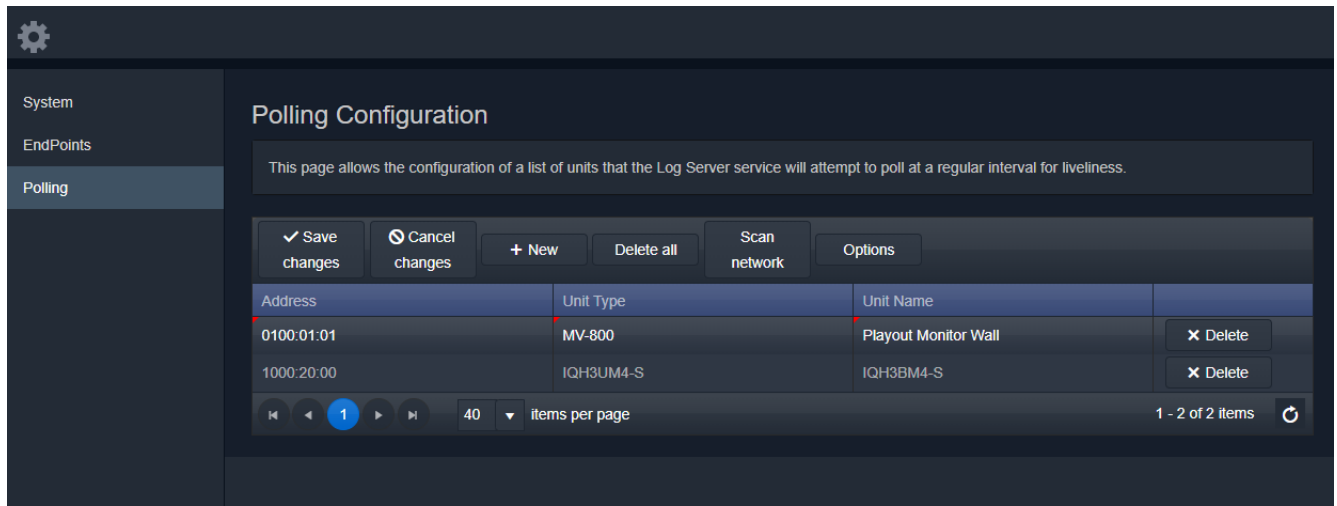 System
EndPoints
Polling
Polling Configuration
This page allows the configuration of a list of units that the Log Server service will attempt to poll at a regular interval for liveliness.
Save changes
Cancel changes
+ New
Delete all
Scan network
Options
Address Unit Type Unit Name
0100:01:01 MV-800 Playout Monitor Wall × Delete
1000:20:00 IQH3UM4-S IQH3BM4-S × Delete
1 40 items per page 1 - 2 of 2 items